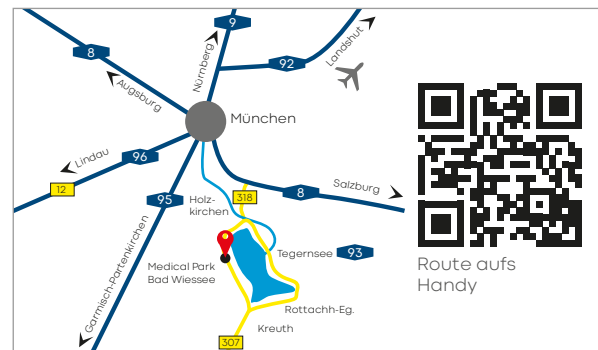 9
8
92
Landshut
Nürnberg
Augsburg
München
Lindau
96
12
95
Holz-
kirchen
318
8
Salzburg
Garmisch-Partenkirchen
Tegernsee
93
Medical Park
Bad Wiessee
Rottachh-Eg.
Kreuth
307
Route aufs
Handy